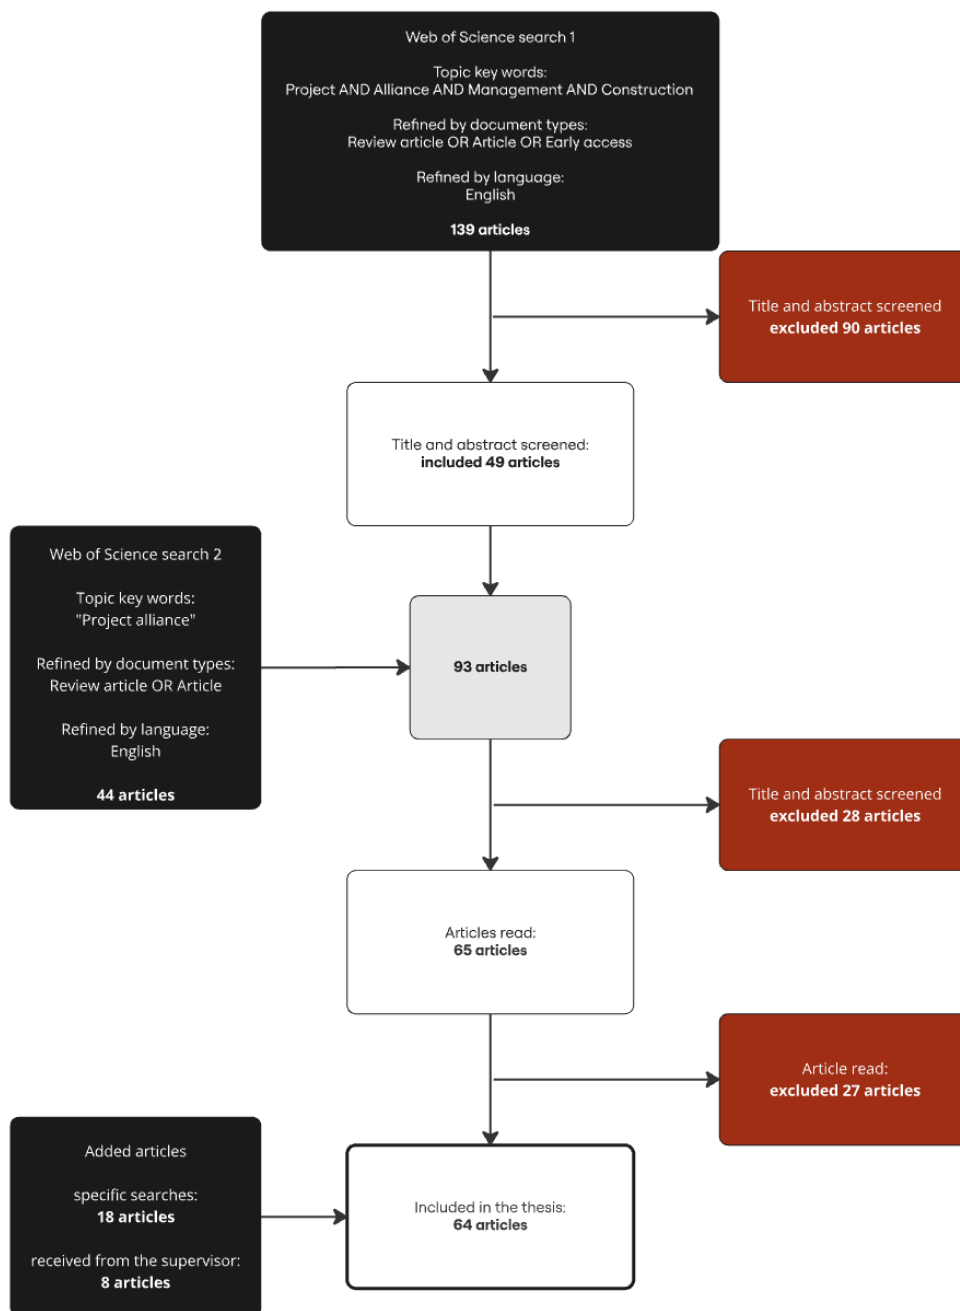 Web of Science search 1
Topic key words:
Project AND Alliance AND Management AND Construction
Refined by document types:
Review article OR Article OR Early access
Refined by language:
English
139 articles
Title and abstract screened
excluded 90 articles
Title and abstract screened:
included 49 articles
Web of Science search 2
Topic key words:
"Project alliance"
Refined by document types:
Review article OR Article
Refined by language:
English
44 articles
93 articles
Title and abstract screened
excluded 28 articles
Articles read:
65 articles
Article read:
excluded 27 articles
Added articles
specific searches:
18 articles
received from the supervisor:
8 articles
Included in the thesis:
64 articles